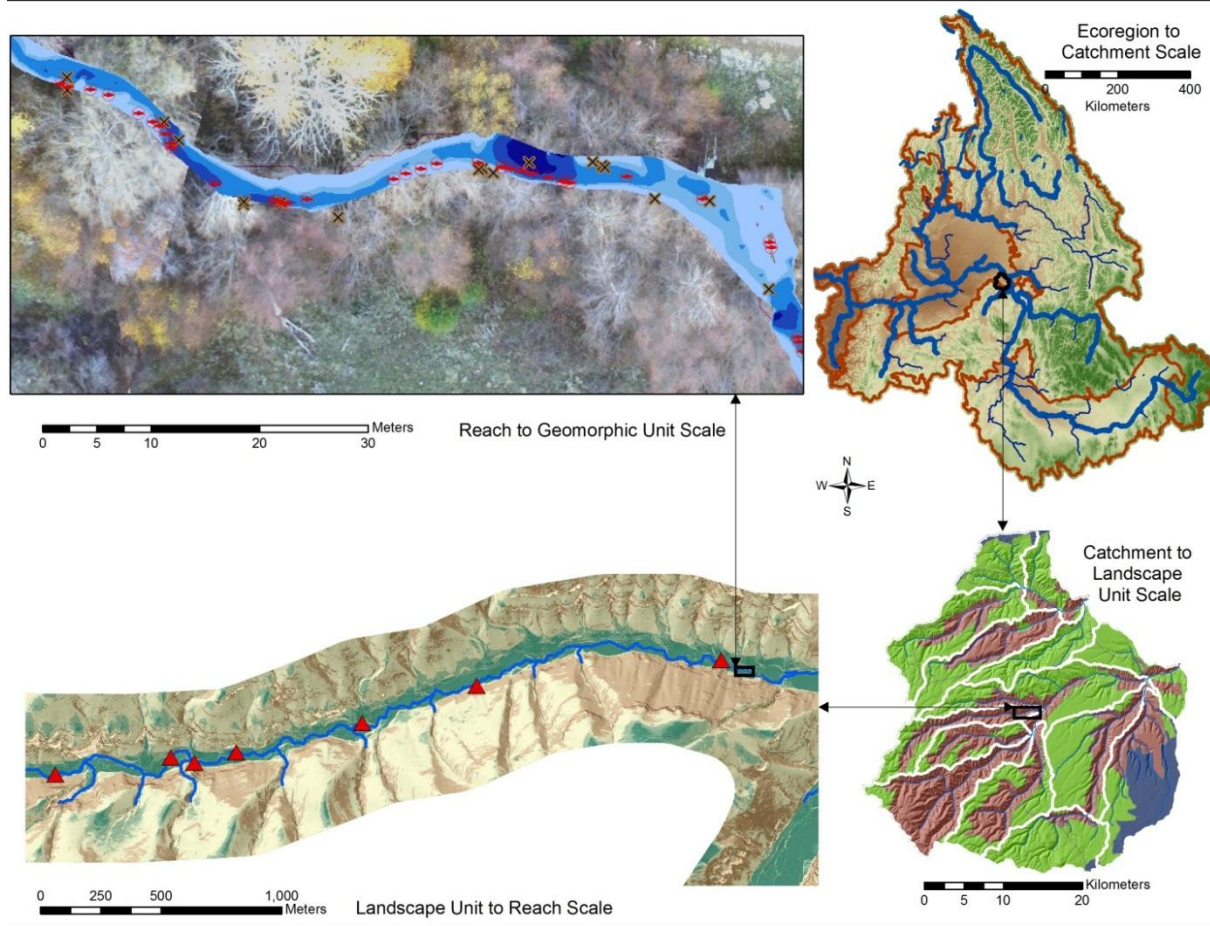 Ecoregion to
Catchment Scale
0 200 400
Kilometers
Meters
0 5 10 20 30
Reach to Geomorphic Unit Scale
N
W E
S
Catchment to
Landscape
Unit Scale
0 250 500 1,000
Meters
Landscape Unit to Reach Scale
Kilometers
0 5 10 20